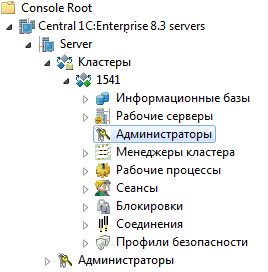 Console Root
Central 1C:Enterprise 8.3 servers
Server
Кластеры
1541
Информационные базы
Рабочие серверы
Администраторы
Менеджеры кластера
Рабочие процессы
Сеансы
Блокировки
Соединения
Профили безопасности
Администраторы